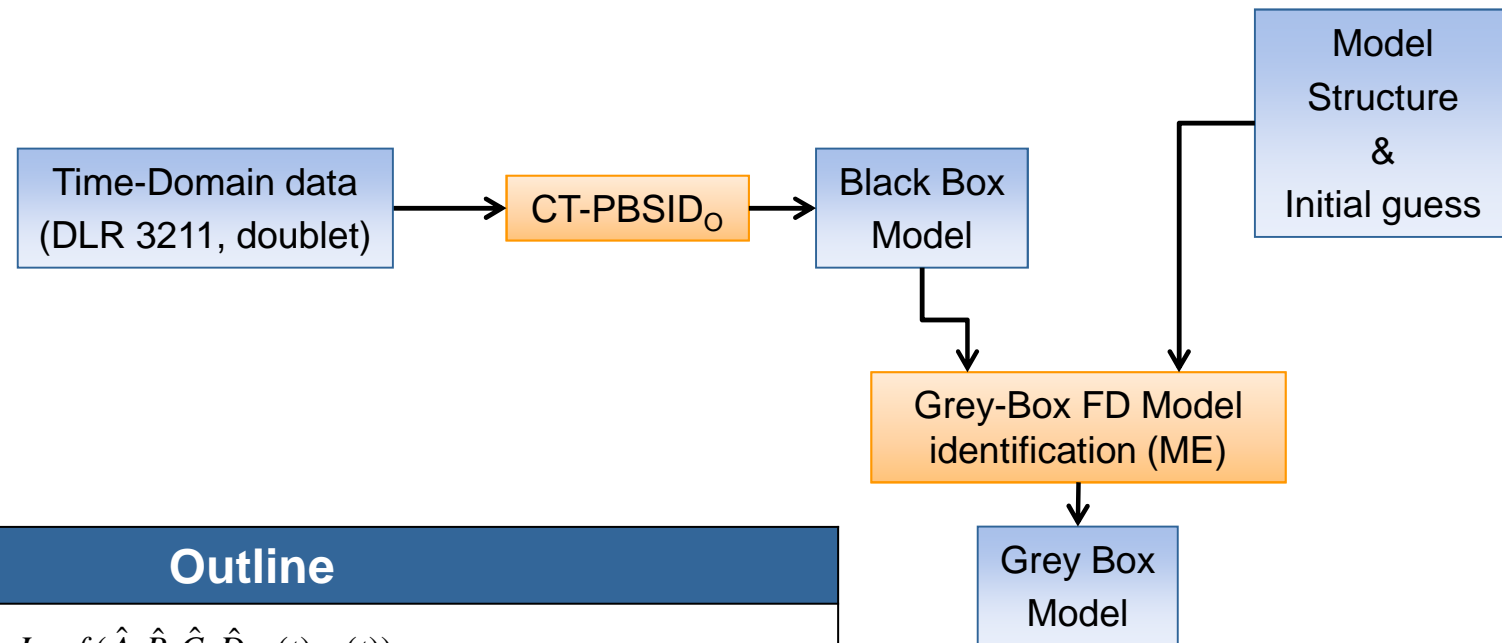 Model
Structure
&
Initial guess
Time-Domain data
(DLR 3211, doublet)
CT-PBSID_O
Black Box
Model
Grey-Box FD Model
identification (ME)
Grey Box
Model
Outline